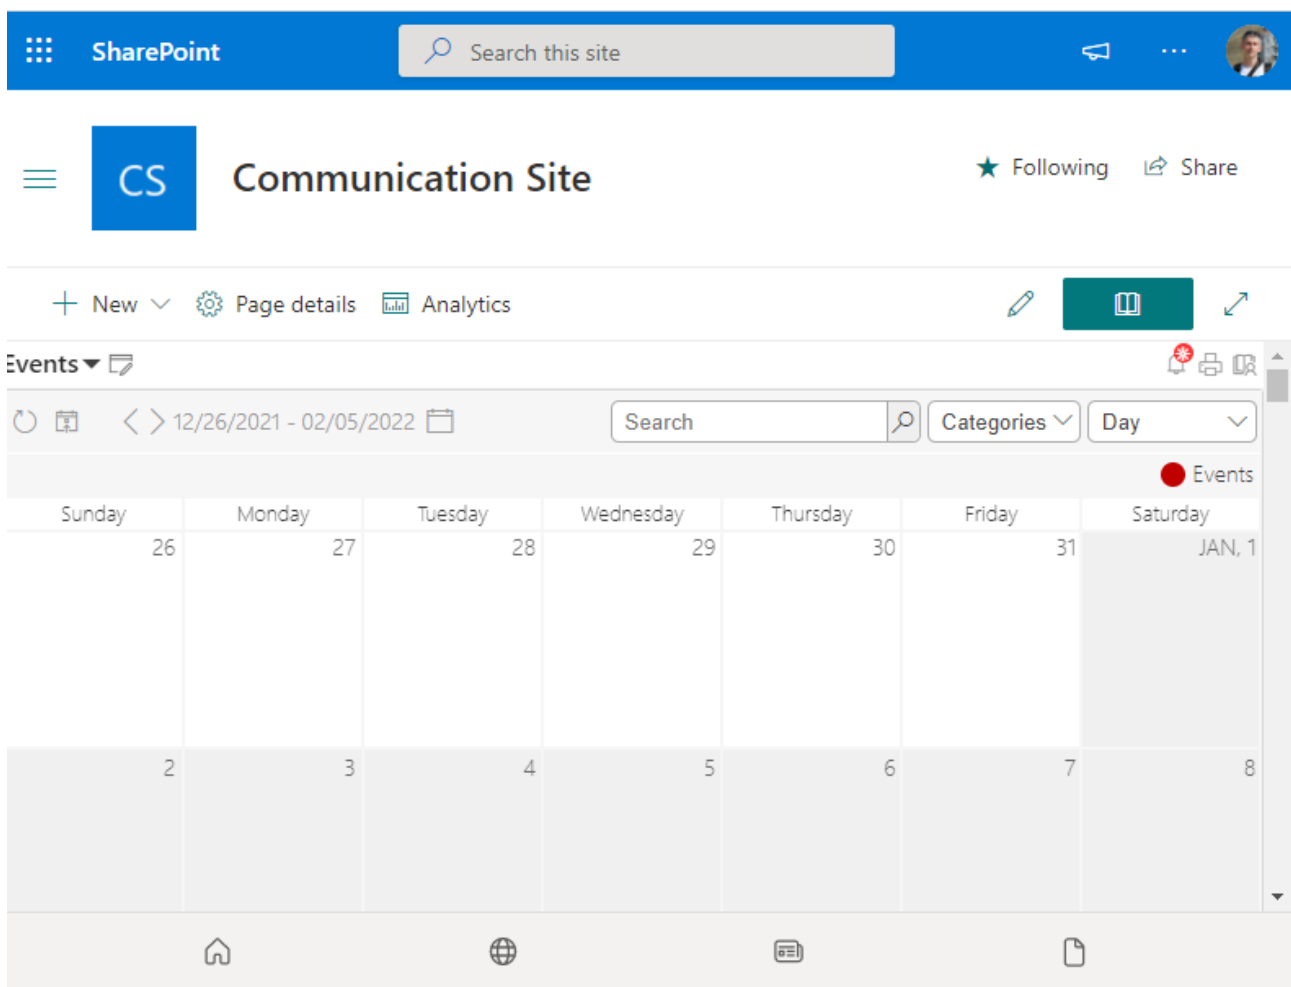 SharePoint Search this site
CS Communication Site Following Share
New Page details Analytics
Events
12/26/2021 - 02/05/2022 Search Categories Day
Events
Sunday Monday Tuesday Wednesday Thursday Friday Saturday
26 27 28 29 30 31 JAN, 1
2 3 4 5 6 7 8